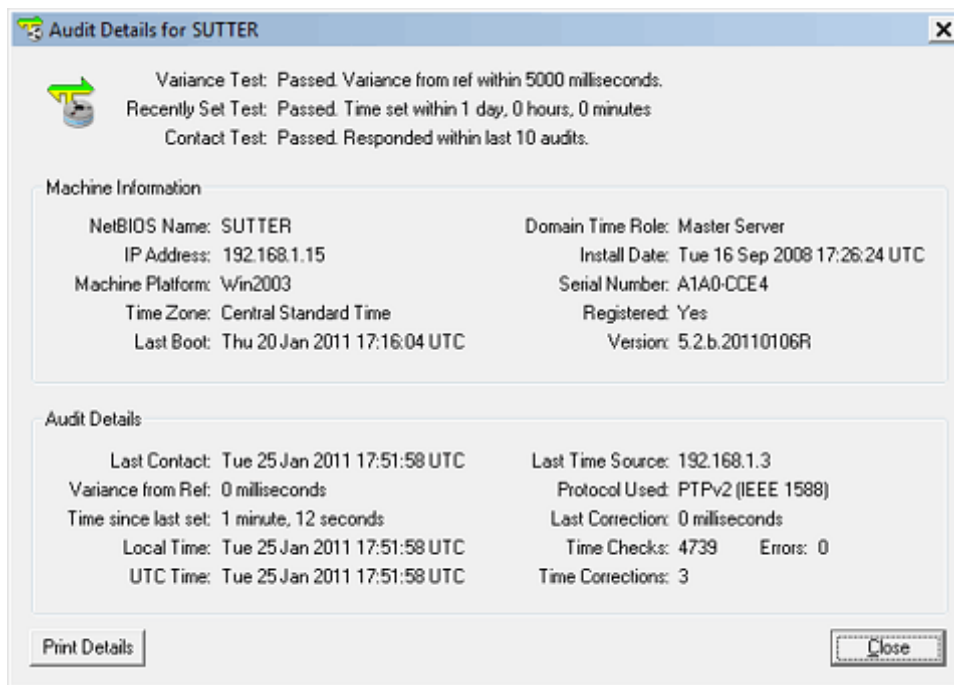 Audit Details for SUTTER
Variance Test: Passed. Variance from ref within 5000 milliseconds.
Recently Set Test: Passed. Time set within 1 day, 0 hours, 0 minutes
Contact Test: Passed. Responded within last 10 audits.
Machine Information
NetBIOS Name: SUTTER
IP Address: 192.168.1.15
Machine Platform: Win2003
Time Zone: Central Standard Time
Last Boot: Thu 20 Jan 2011 17:16:04 UTC
Domain Time Role: Master Server
Install Date: Tue 16 Sep 2008 17:26:24 UTC
Serial Number: A1A0-CCE4
Registered: Yes
Version: 5.2.b.20110106R
Audit Details
Last Contact: Tue 25 Jan 2011 17:51:58 UTC
Variance from Ref: 0 milliseconds
Time since last set: 1 minute, 12 seconds
Local Time: Tue 25 Jan 2011 17:51:58 UTC
UTC Time: Tue 25 Jan 2011 17:51:58 UTC
Last Time Source: 192.168.1.3
Protocol Used: PTPv2 (IEEE 1588)
Last Correction: 0 milliseconds
Time Checks: 4739 Errors: 0
Time Corrections: 3
Print Details
Close